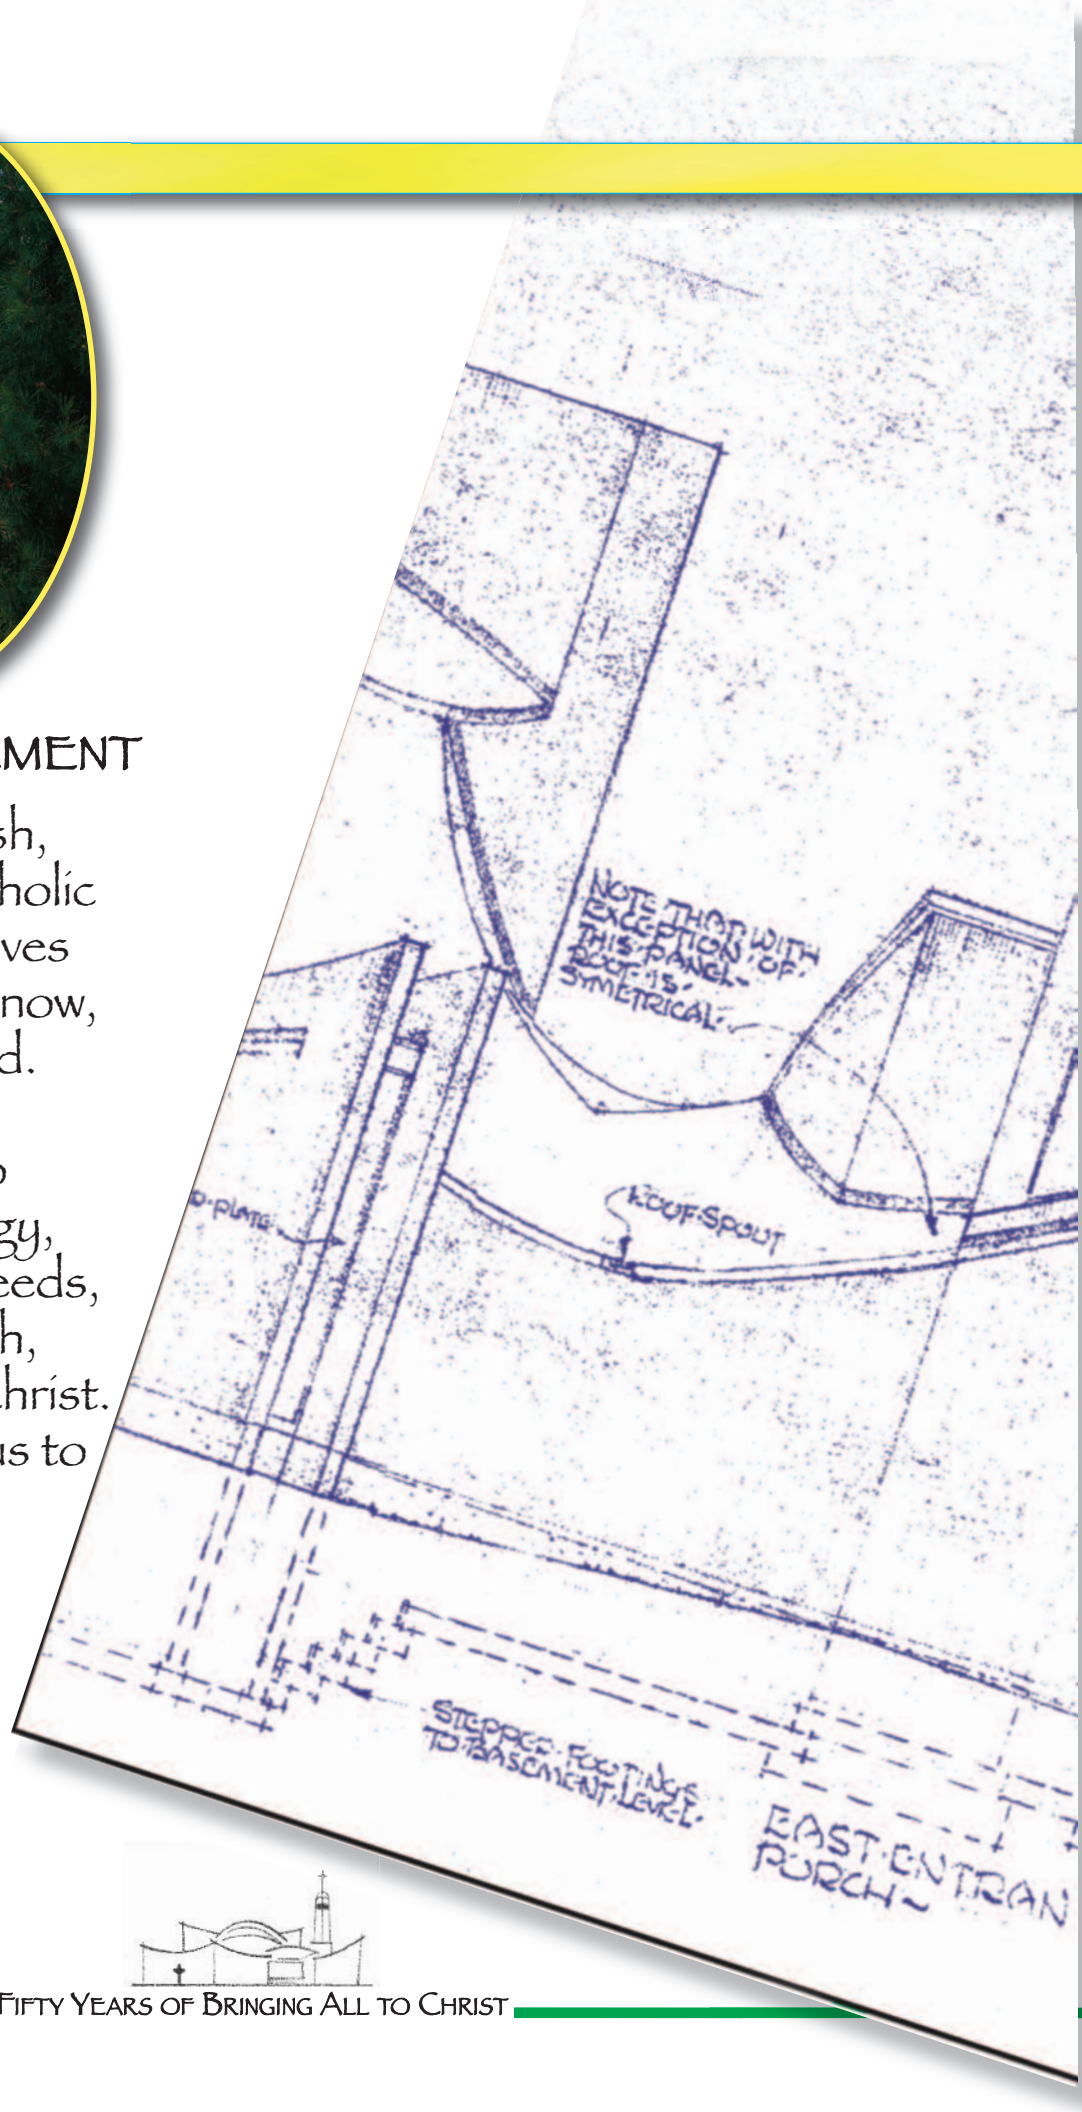 MENT
sh,
holic
ves
now,
d.
gy,
eeds,
h,
hrist.
us to
NOTE THAT WITH
EXCEPTION OF
THIS PANEL-
ROOF IS
SYMETRICAL
D-PLATE
ROOF SPOUT
STEPPED FOOTINGS
TO BASEMENT LEVEL
EAST ENTRAN
PORCH~
FIFTY YEARS OF BRINGING ALL TO CHRIST